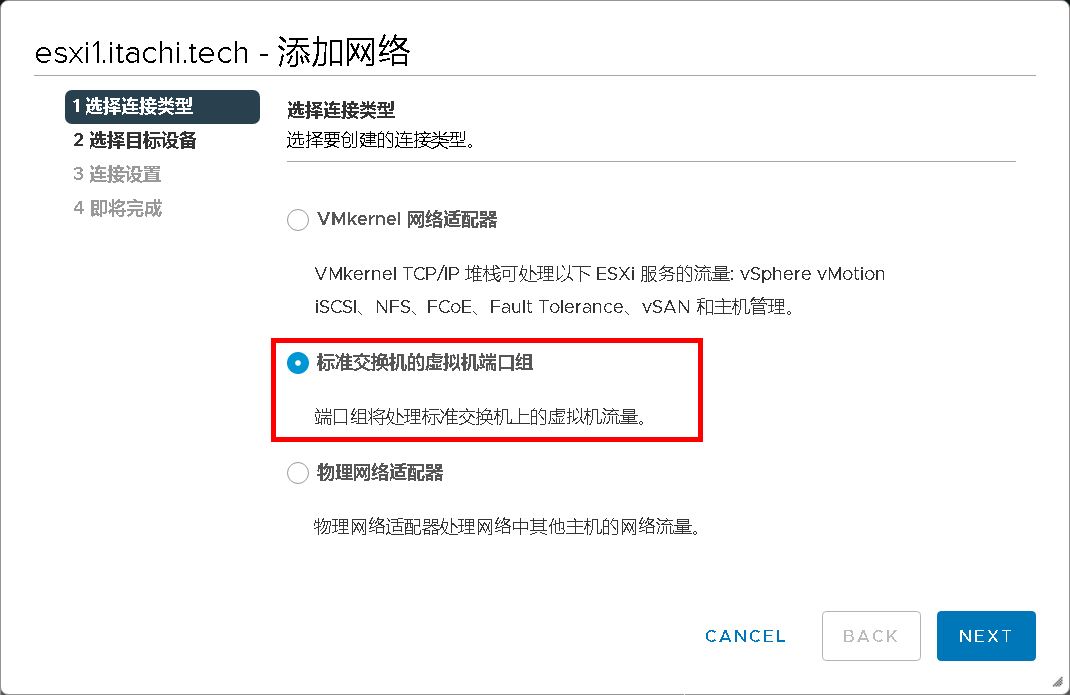 esxi1.itachi.tech - 添加网络
1 选择连接类型
2 选择目标设备
3 连接设置
4 即将完成
选择连接类型
选择要创建的连接类型。
VMkernel 网络适配器
VMkernel TCP/IP 堆栈可处理以下 ESXi 服务的流量: vSphere vMotion
iSCSI、NFS、FCoE、Fault Tolerance、vSAN 和主机管理。
标准交换机的虚拟机端口组
端口组将处理标准交换机上的虚拟机流量。
物理网络适配器
物理网络适配器处理网络中其他主机的网络流量。
CANCEL
BACK
NEXT